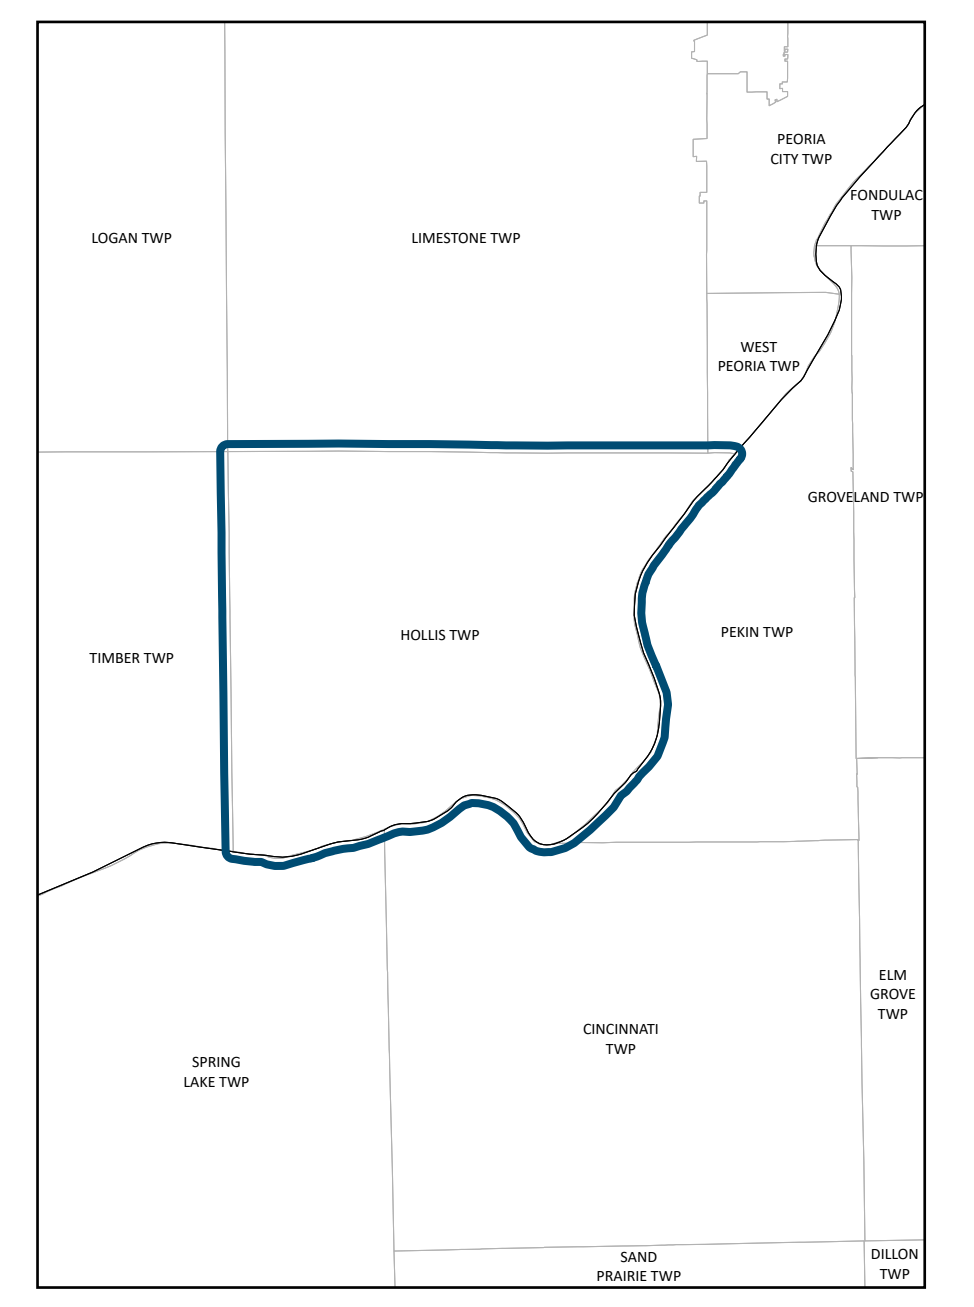 PEORIA
CITY TWP
FONDULAC
TWP
LOGAN TWP
LIMESTONE TWP
WEST
PEORIA TWP
GROVELAND TWP
HOLLIS TWP
PEKIN TWP
TIMBER TWP
ELM
GROVE
TWP
CINCINNATI
TWP
SPRING
LAKE TWP
SAND
PRAIRIE TWP
DILLON
TWP